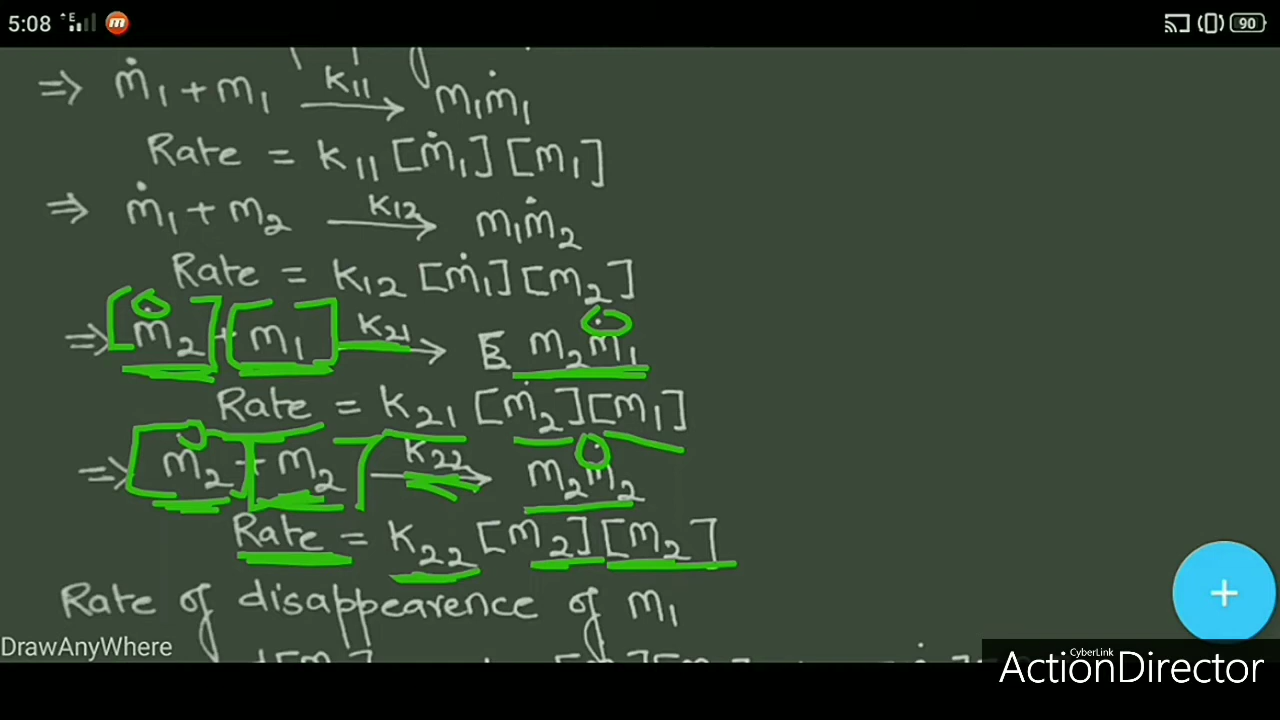 5:08 E m 90
=> ṁ1 + m1 K11 m1ṁ1
Rate = K11 [ṁ1][m1]
=> ṁ1 + m2 K12 m1ṁ2
Rate = K12 [ṁ1][m2]
=> ṁ2 + m1 K21 m2ṁ1
Rate = K21 [ṁ2][m1]
=> ṁ2 + m2 K22 m2ṁ2
Rate = K22 [m2][m2]
Rate of disappearence of m1
DrawAnyWhere
CyberLink
ActionDirector